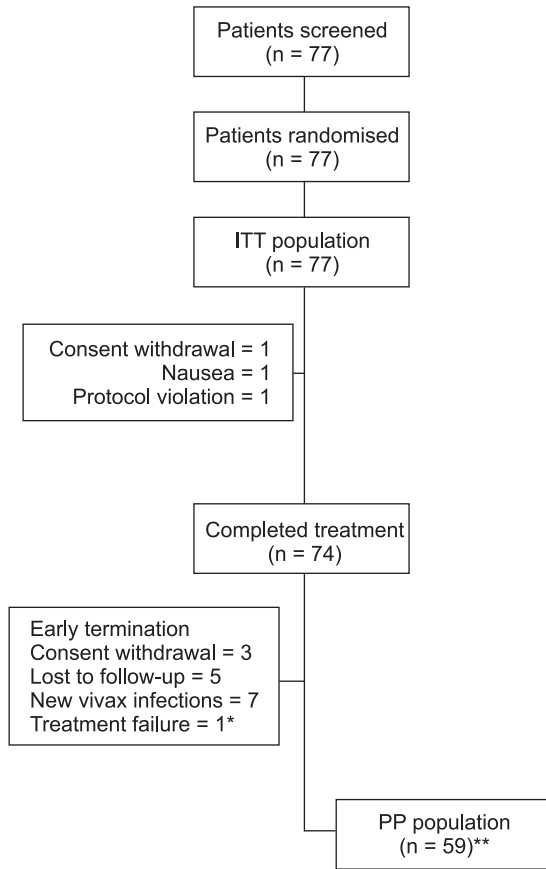 Patients screened
(n = 77)
Patients randomised
(n = 77)
ITT population
(n = 77)
Consent withdrawal = 1
Nausea = 1
Protocol violation = 1
Completed treatment
(n = 74)
Early termination
Consent withdrawal = 3
Lost to follow-up = 5
New vivax infections = 7
Treatment failure = 1*
PP population
(n = 59)**